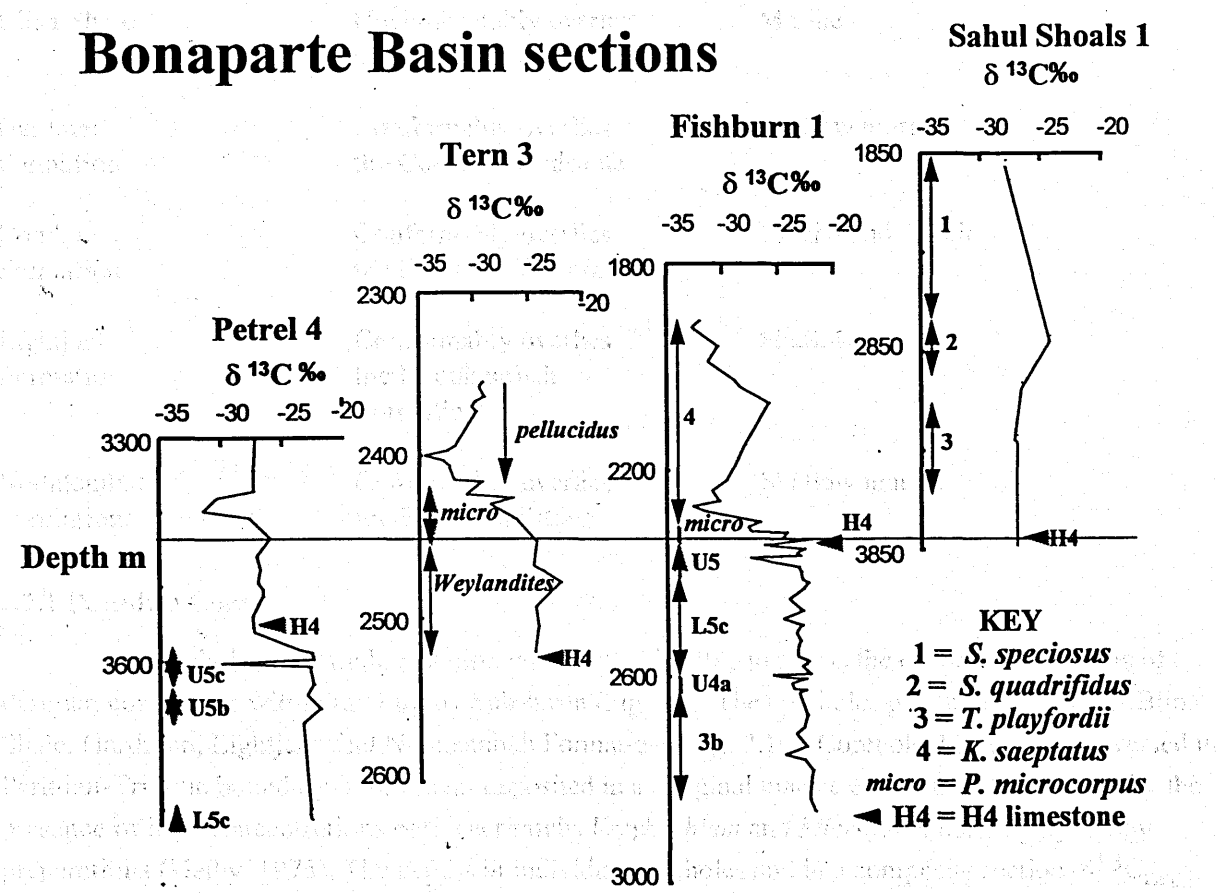 Bonaparte Basin sections
Sahul Shoals 1
δ ¹³C‰
-35 -30 -25 -20
1850
2850
3850
1
2
3
H4
Fishburn 1
δ ¹³C‰
-35 -30 -25 -20
1800
2200
2600
3000
4
micro
H4
U5
L5c
U4a
3b
Tern 3
δ ¹³C‰
-35 -30 -25
-20
2300
2400
2500
2600
pellucidus
micro
Weylandites
H4
Petrel 4
δ ¹³C ‰
-35 -30 -25 -20
3300
3600
H4
U5c
U5b
L5c
Depth m
KEY
1 = S. speciosus
2 = S. quadrifidus
3 = T. playfordii
4 = K. saeptatus
micro = P. microcorpus
H4 = H4 limestone